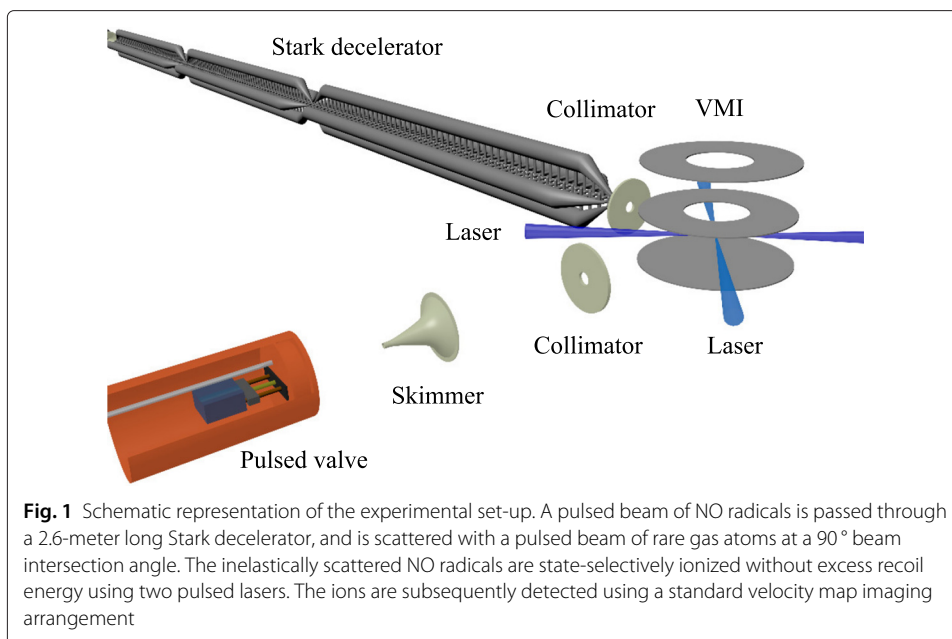 Stark decelerator
Collimator
VMI
Laser
Collimator
Laser
Skimmer
Pulsed valve
Fig. 1 Schematic representation of the experimental set-up. A pulsed beam of NO radicals is passed through
a 2.6-meter long Stark decelerator, and is scattered with a pulsed beam of rare gas atoms at a 90 ° beam
intersection angle. The inelastically scattered NO radicals are state-selectively ionized without excess recoil
energy using two pulsed lasers. The ions are subsequently detected using a standard velocity map imaging
arrangement